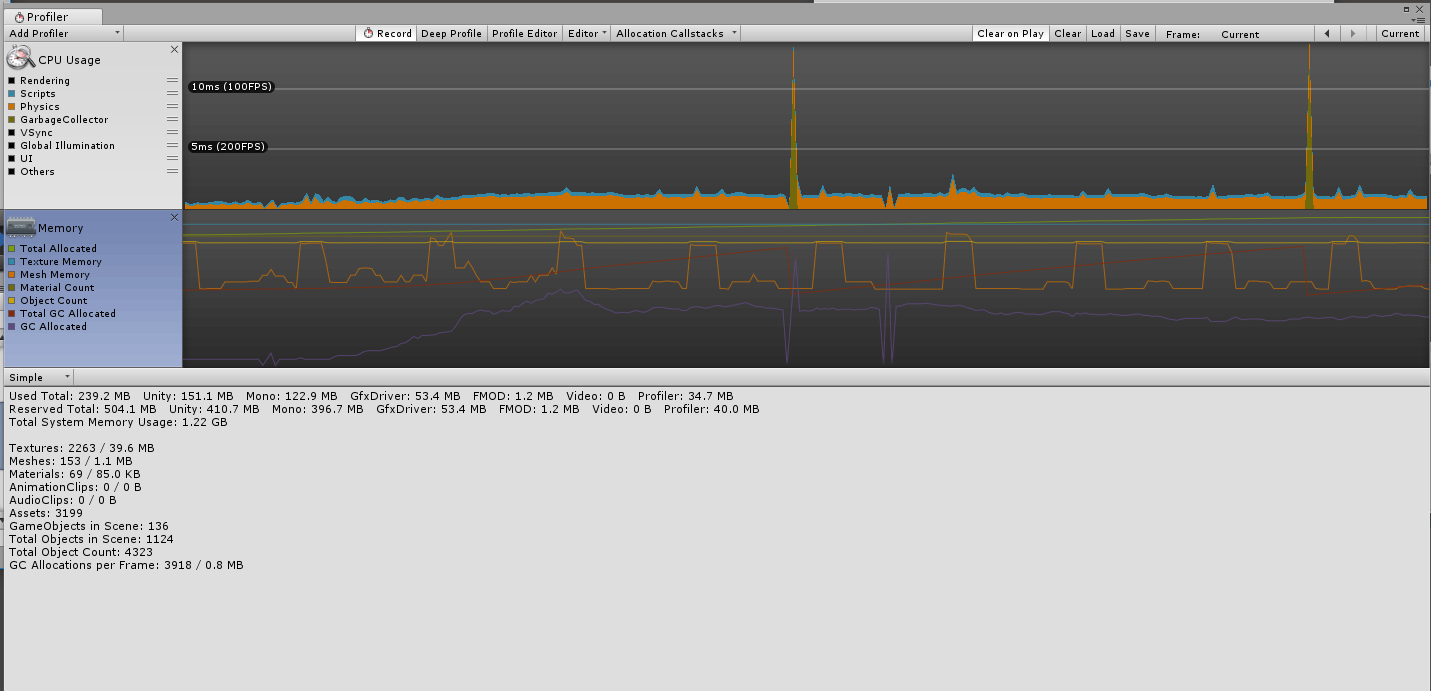 Profiler
Add Profiler Record Deep Profile Profile Editor Editor Allocation Callstacks Clear on Play Clear Load Save Frame: Current Current
CPU Usage
Rendering
Scripts
Physics
GarbageCollector
VSync
Global Illumination
UI
Others
10ms (100FPS)
5ms (200FPS)
Memory
Total Allocated
Texture Memory
Mesh Memory
Material Count
Object Count
Total GC Allocated
GC Allocated
Simple
Used Total: 239.2 MB Unity: 151.1 MB Mono: 122.9 MB GfxDriver: 53.4 MB FMOD: 1.2 MB Video: 0 B Profiler: 34.7 MB
Reserved Total: 504.1 MB Unity: 410.7 MB Mono: 396.7 MB GfxDriver: 53.4 MB FMOD: 1.2 MB Video: 0 B Profiler: 40.0 MB
Total System Memory Usage: 1.22 GB
Textures: 2263 / 39.6 MB
Meshes: 153 / 1.1 MB
Materials: 69 / 85.0 KB
AnimationClips: 0 / 0 B
AudioClips: 0 / 0 B
Assets: 3199
GameObjects in Scene: 136
Total Objects in Scene: 1124
Total Object Count: 4323
GC Allocations per Frame: 3918 / 0.8 MB